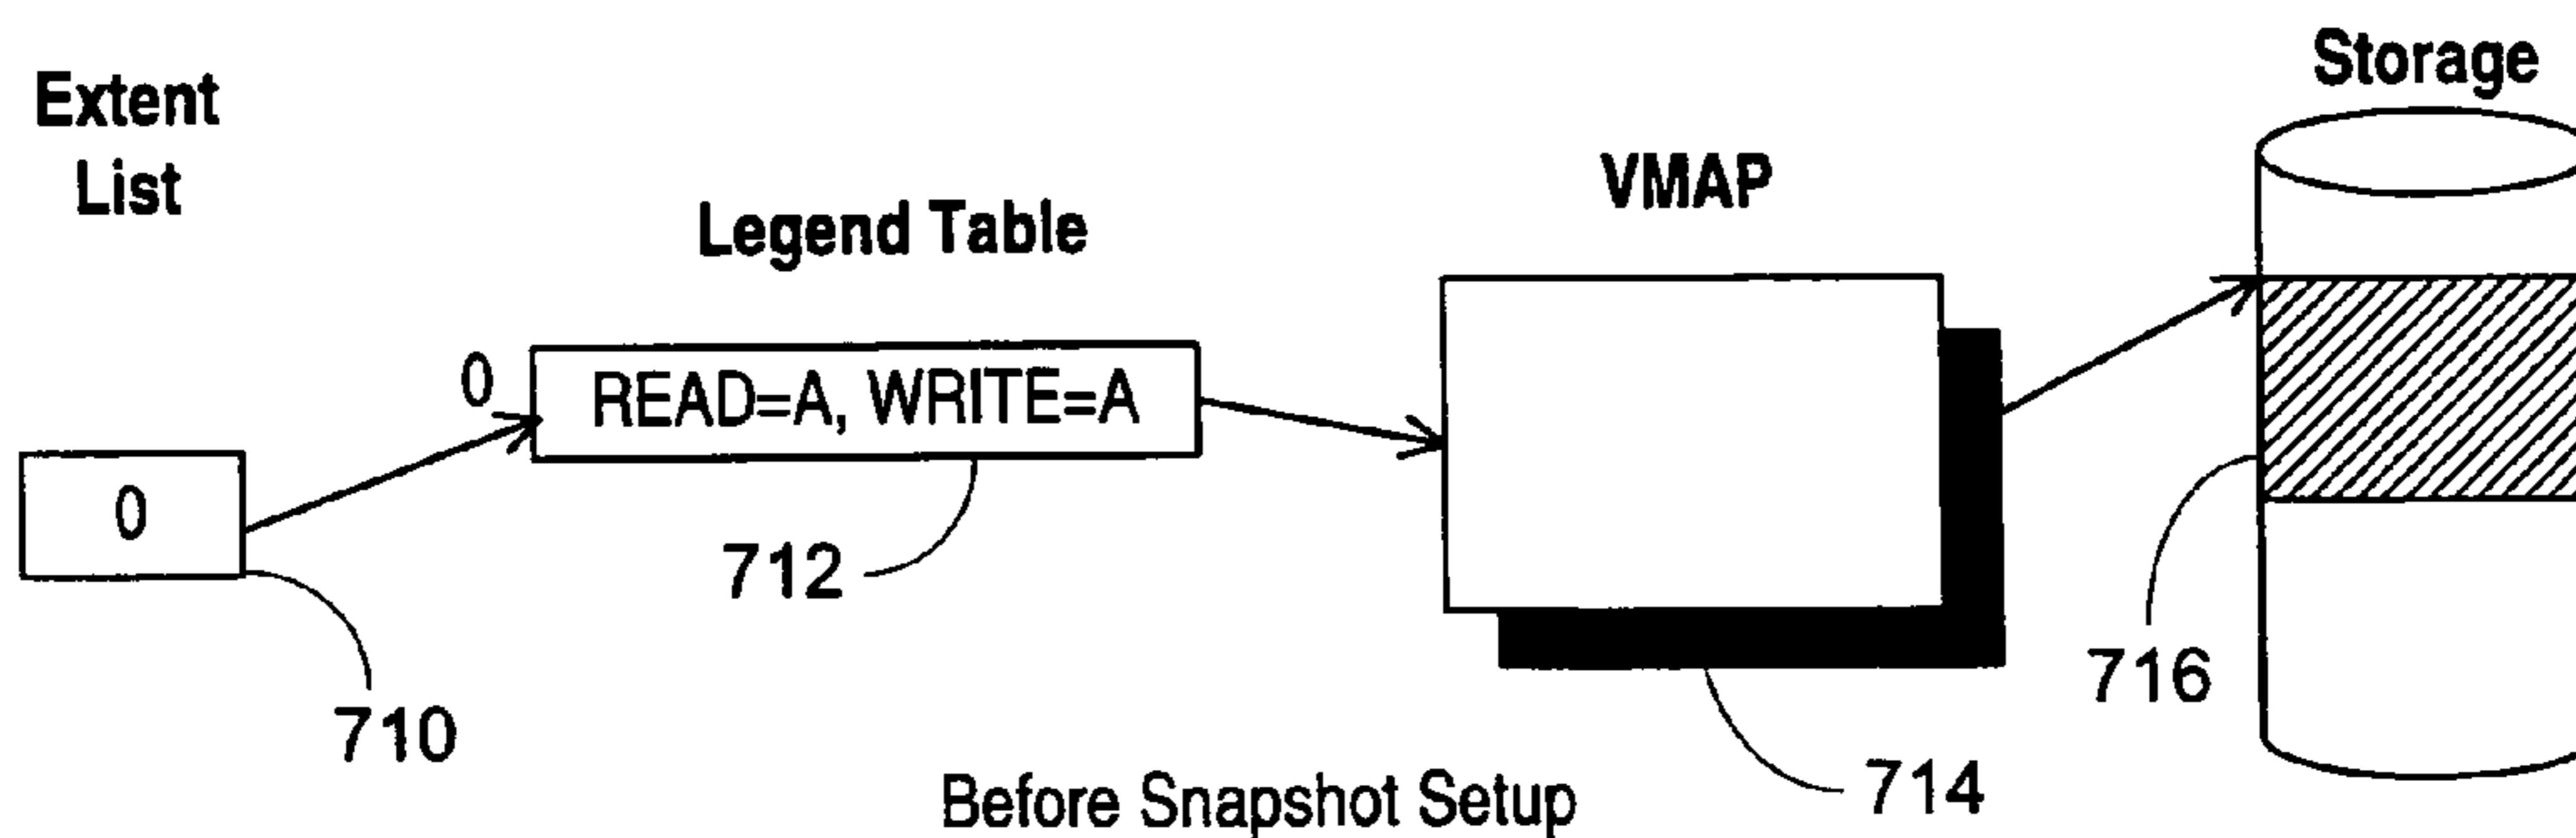 Extent
List
Legend Table
VMAP
Storage
0
READ=A, WRITE=A
0
710
712
714
716
Before Snapshot Setup